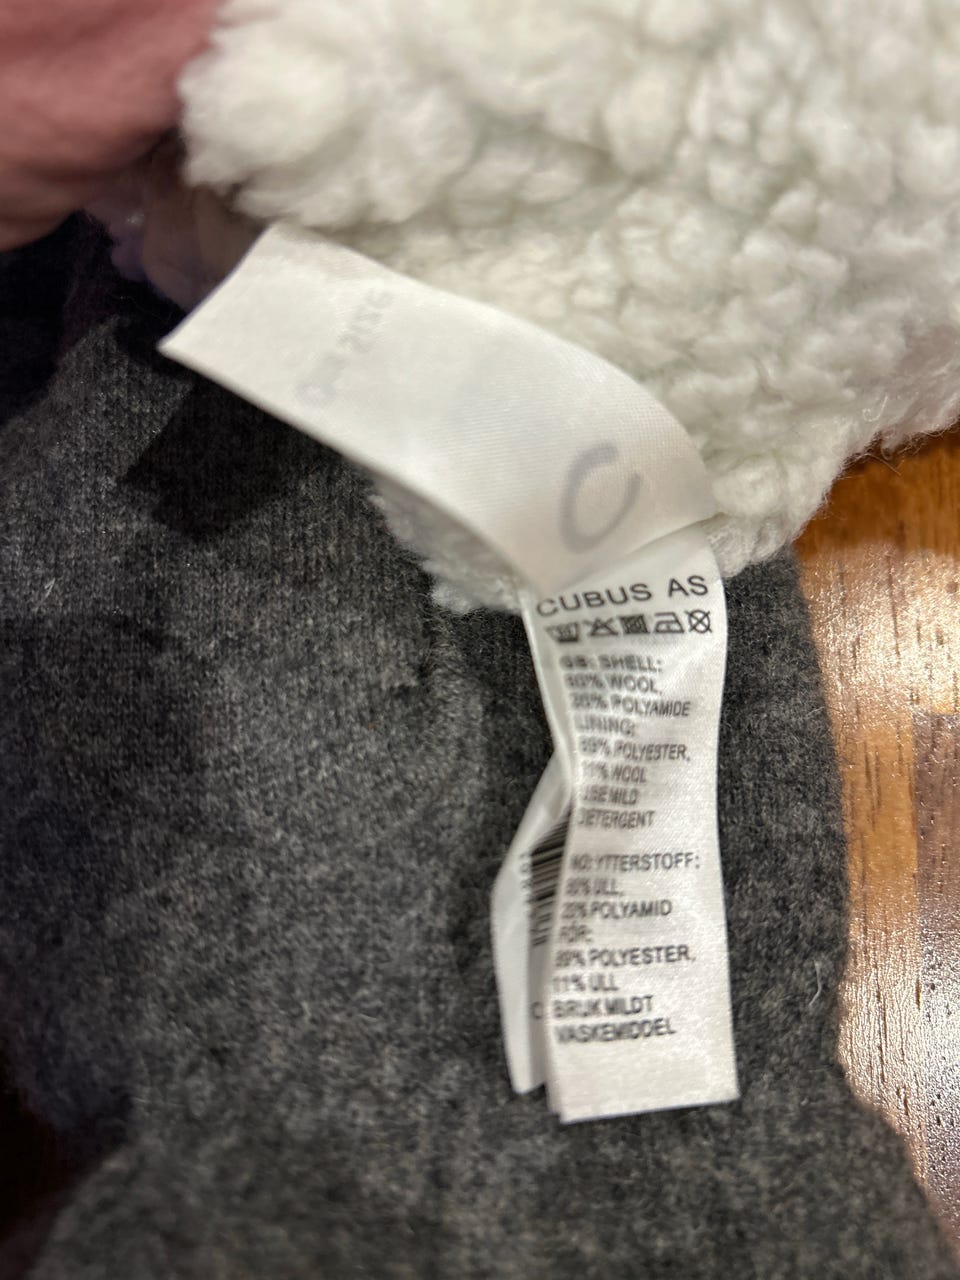 C
CUBUS AS
GB: SHELL:
80% WOOL,
20% POLYAMIDE
LINING:
89% POLYESTER,
11% WOOL
USE MILD
DETERGENT
NO: YTTERSTOFF:
80% ULL,
20% POLYAMID
FÔR:
89% POLYESTER,
11% ULL
BRUK MILDT
VASKEMIDDEL